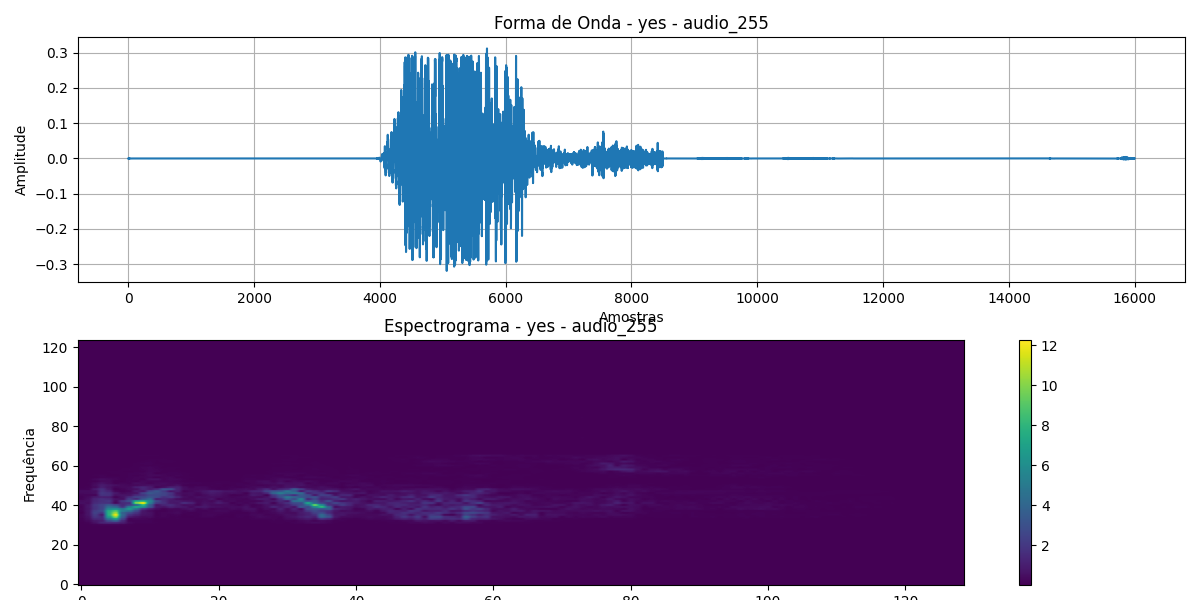 Forma de Onda - yes - audio_255
0.3
0.2
0.1
0.0
−0.1
−0.2
−0.3
Amplitude
0 2000 4000 6000 8000 10000 12000 14000 16000
Amostras
Espectrograma - yes - audio_255
120
100
80
60
40
20
0
Frequência
0 20 40 60 80 100 120
12
10
8
6
4
2